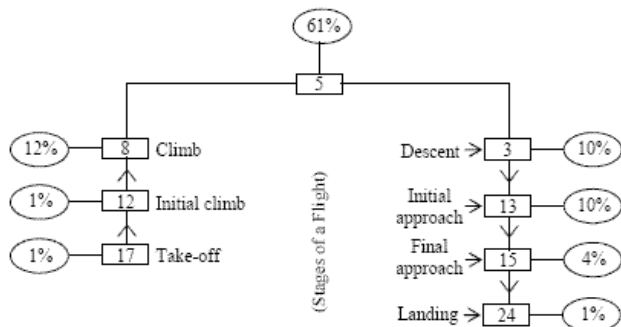 61%
5
12% 8 Climb
1% 12 Initial climb
1% 17 Take-off
(Stages of a Flight)
Descent 3 10%
Initial
approach 13 10%
Final
approach 15 4%
Landing 24 1%